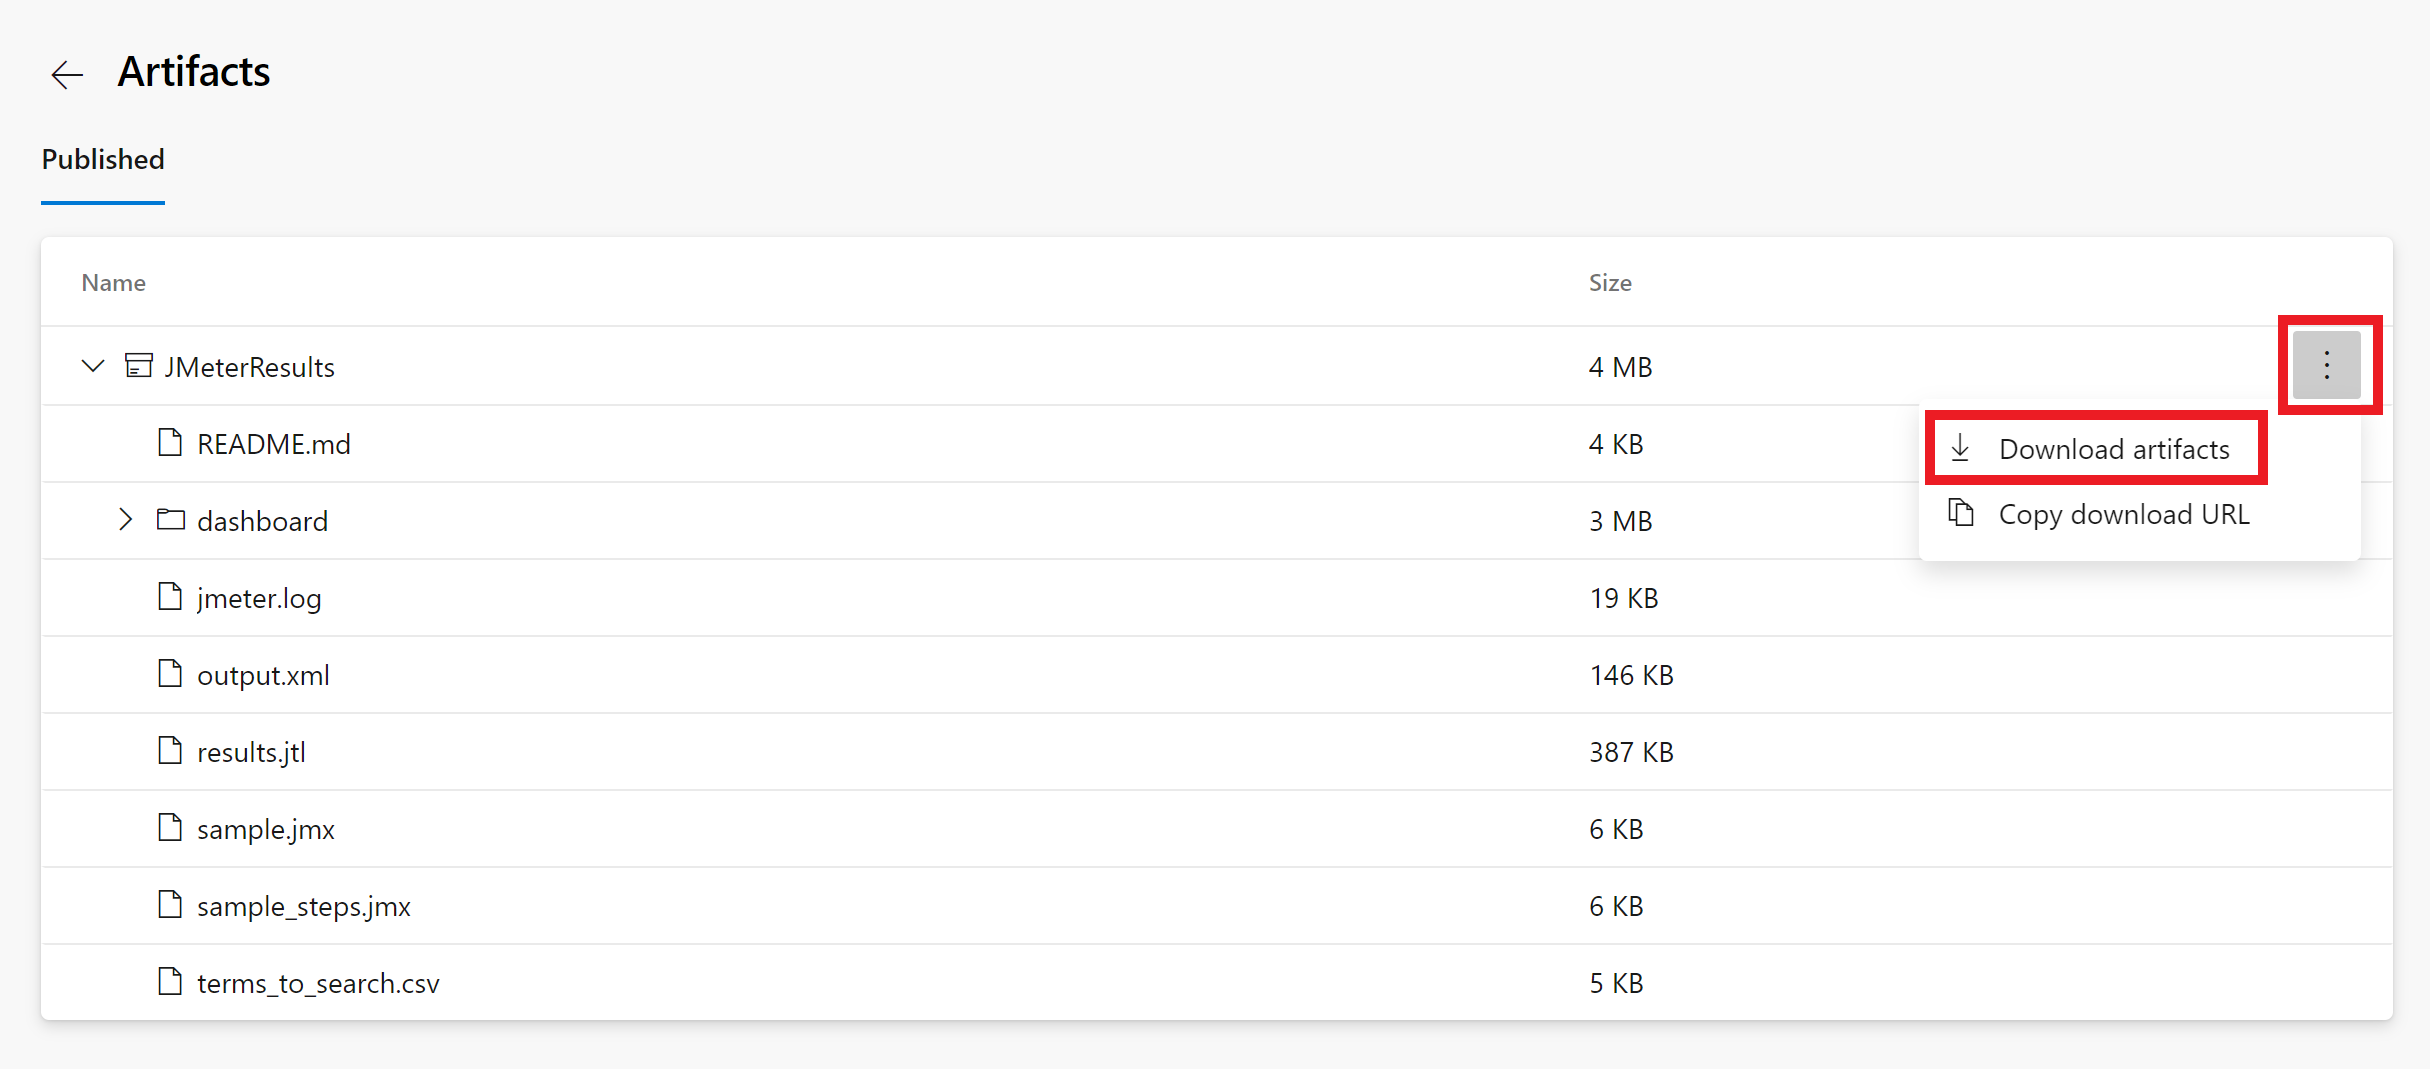 Artifacts
Published
Name Size
JMeterResults 4 MB
README.md 4 KB
Download artifacts
dashboard 3 MB
Copy download URL
jmeter.log 19 KB
output.xml 146 KB
results.jtl 387 KB
sample.jmx 6 KB
sample_steps.jmx 6 KB
terms_to_search.csv 5 KB